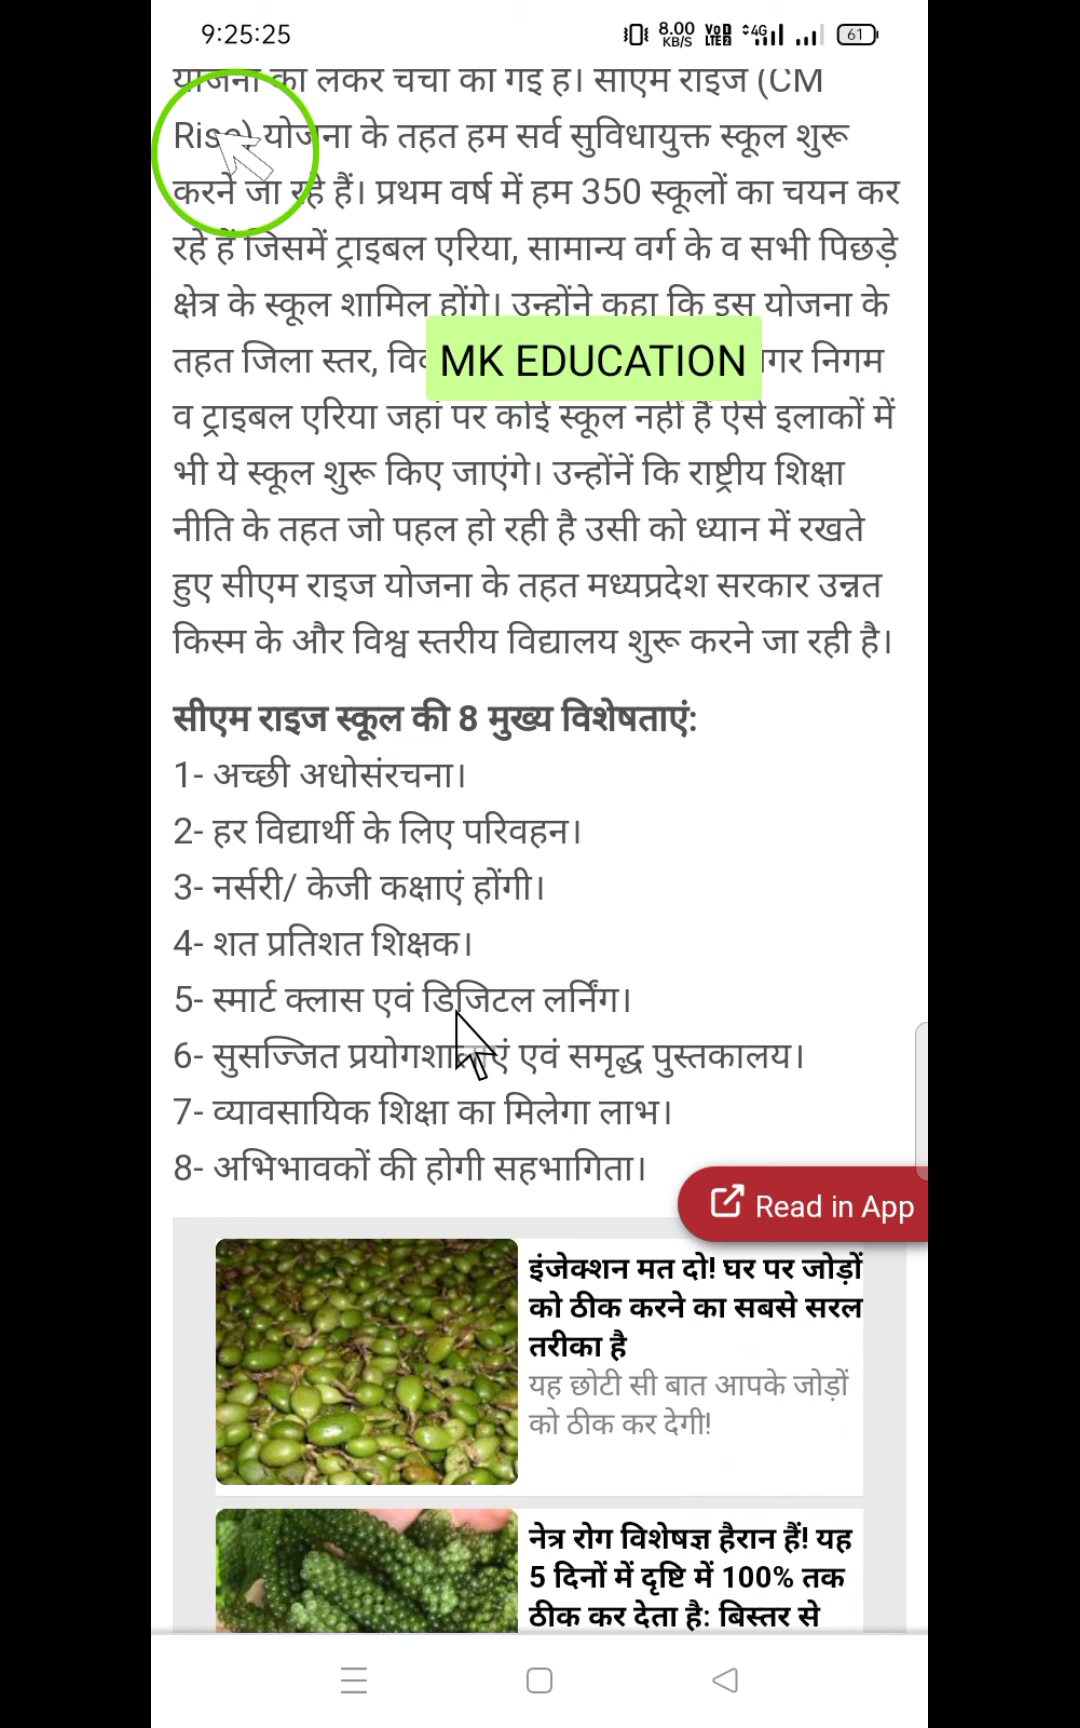 9:25:25 8.00 KB/S VoD LTE2 4G 61
योजना को लेकर चर्चा की गई है। सीएम राइज (CM
Rise) योजना के तहत हम सर्व सुविधायुक्त स्कूल शुरू
करने जा रहे हैं। प्रथम वर्ष में हम 350 स्कूलों का चयन कर
रहे हैं जिसमें ट्राइबल एरिया, सामान्य वर्ग के व सभी पिछड़े
क्षेत्र के स्कूल शामिल होंगे। उन्होंने कहा कि इस योजना के
तहत जिला स्तर, MK EDUCATION निगम
व ट्राइबल एरिया जहां पर कोई स्कूल नहीं हैं ऐसे इलाकों में
भी ये स्कूल शुरू किए जाएंगे। उन्होंनें कि राष्ट्रीय शिक्षा
नीति के तहत जो पहल हो रही है उसी को ध्यान में रखते
हुए सीएम राइज योजना के तहत मध्यप्रदेश सरकार उन्नत
किस्म के और विश्व स्तरीय विद्यालय शुरू करने जा रही है।
सीएम राइज स्कूल की 8 मुख्य विशेषताएं:
1- अच्छी अधोसंरचना।
2- हर विद्यार्थी के लिए परिवहन।
3- नर्सरी/ केजी कक्षाएं होंगी।
4- शत प्रतिशत शिक्षक।
5- स्मार्ट क्लास एवं डिजिटल लर्निंग।
6- सुसज्जित प्रयोगशालाएं एवं समृद्ध पुस्तकालय।
7- व्यावसायिक शिक्षा का मिलेगा लाभ।
8- अभिभावकों की होगी सहभागिता।
Read in App
इंजेक्शन मत दो! घर पर जोड़ों
को ठीक करने का सबसे सरल
तरीका है
यह छोटी सी बात आपके जोड़ों
को ठीक कर देगी!
नेत्र रोग विशेषज्ञ हैरान हैं! यह
5 दिनों में दृष्टि में 100% तक
ठीक कर देता है: बिस्तर से